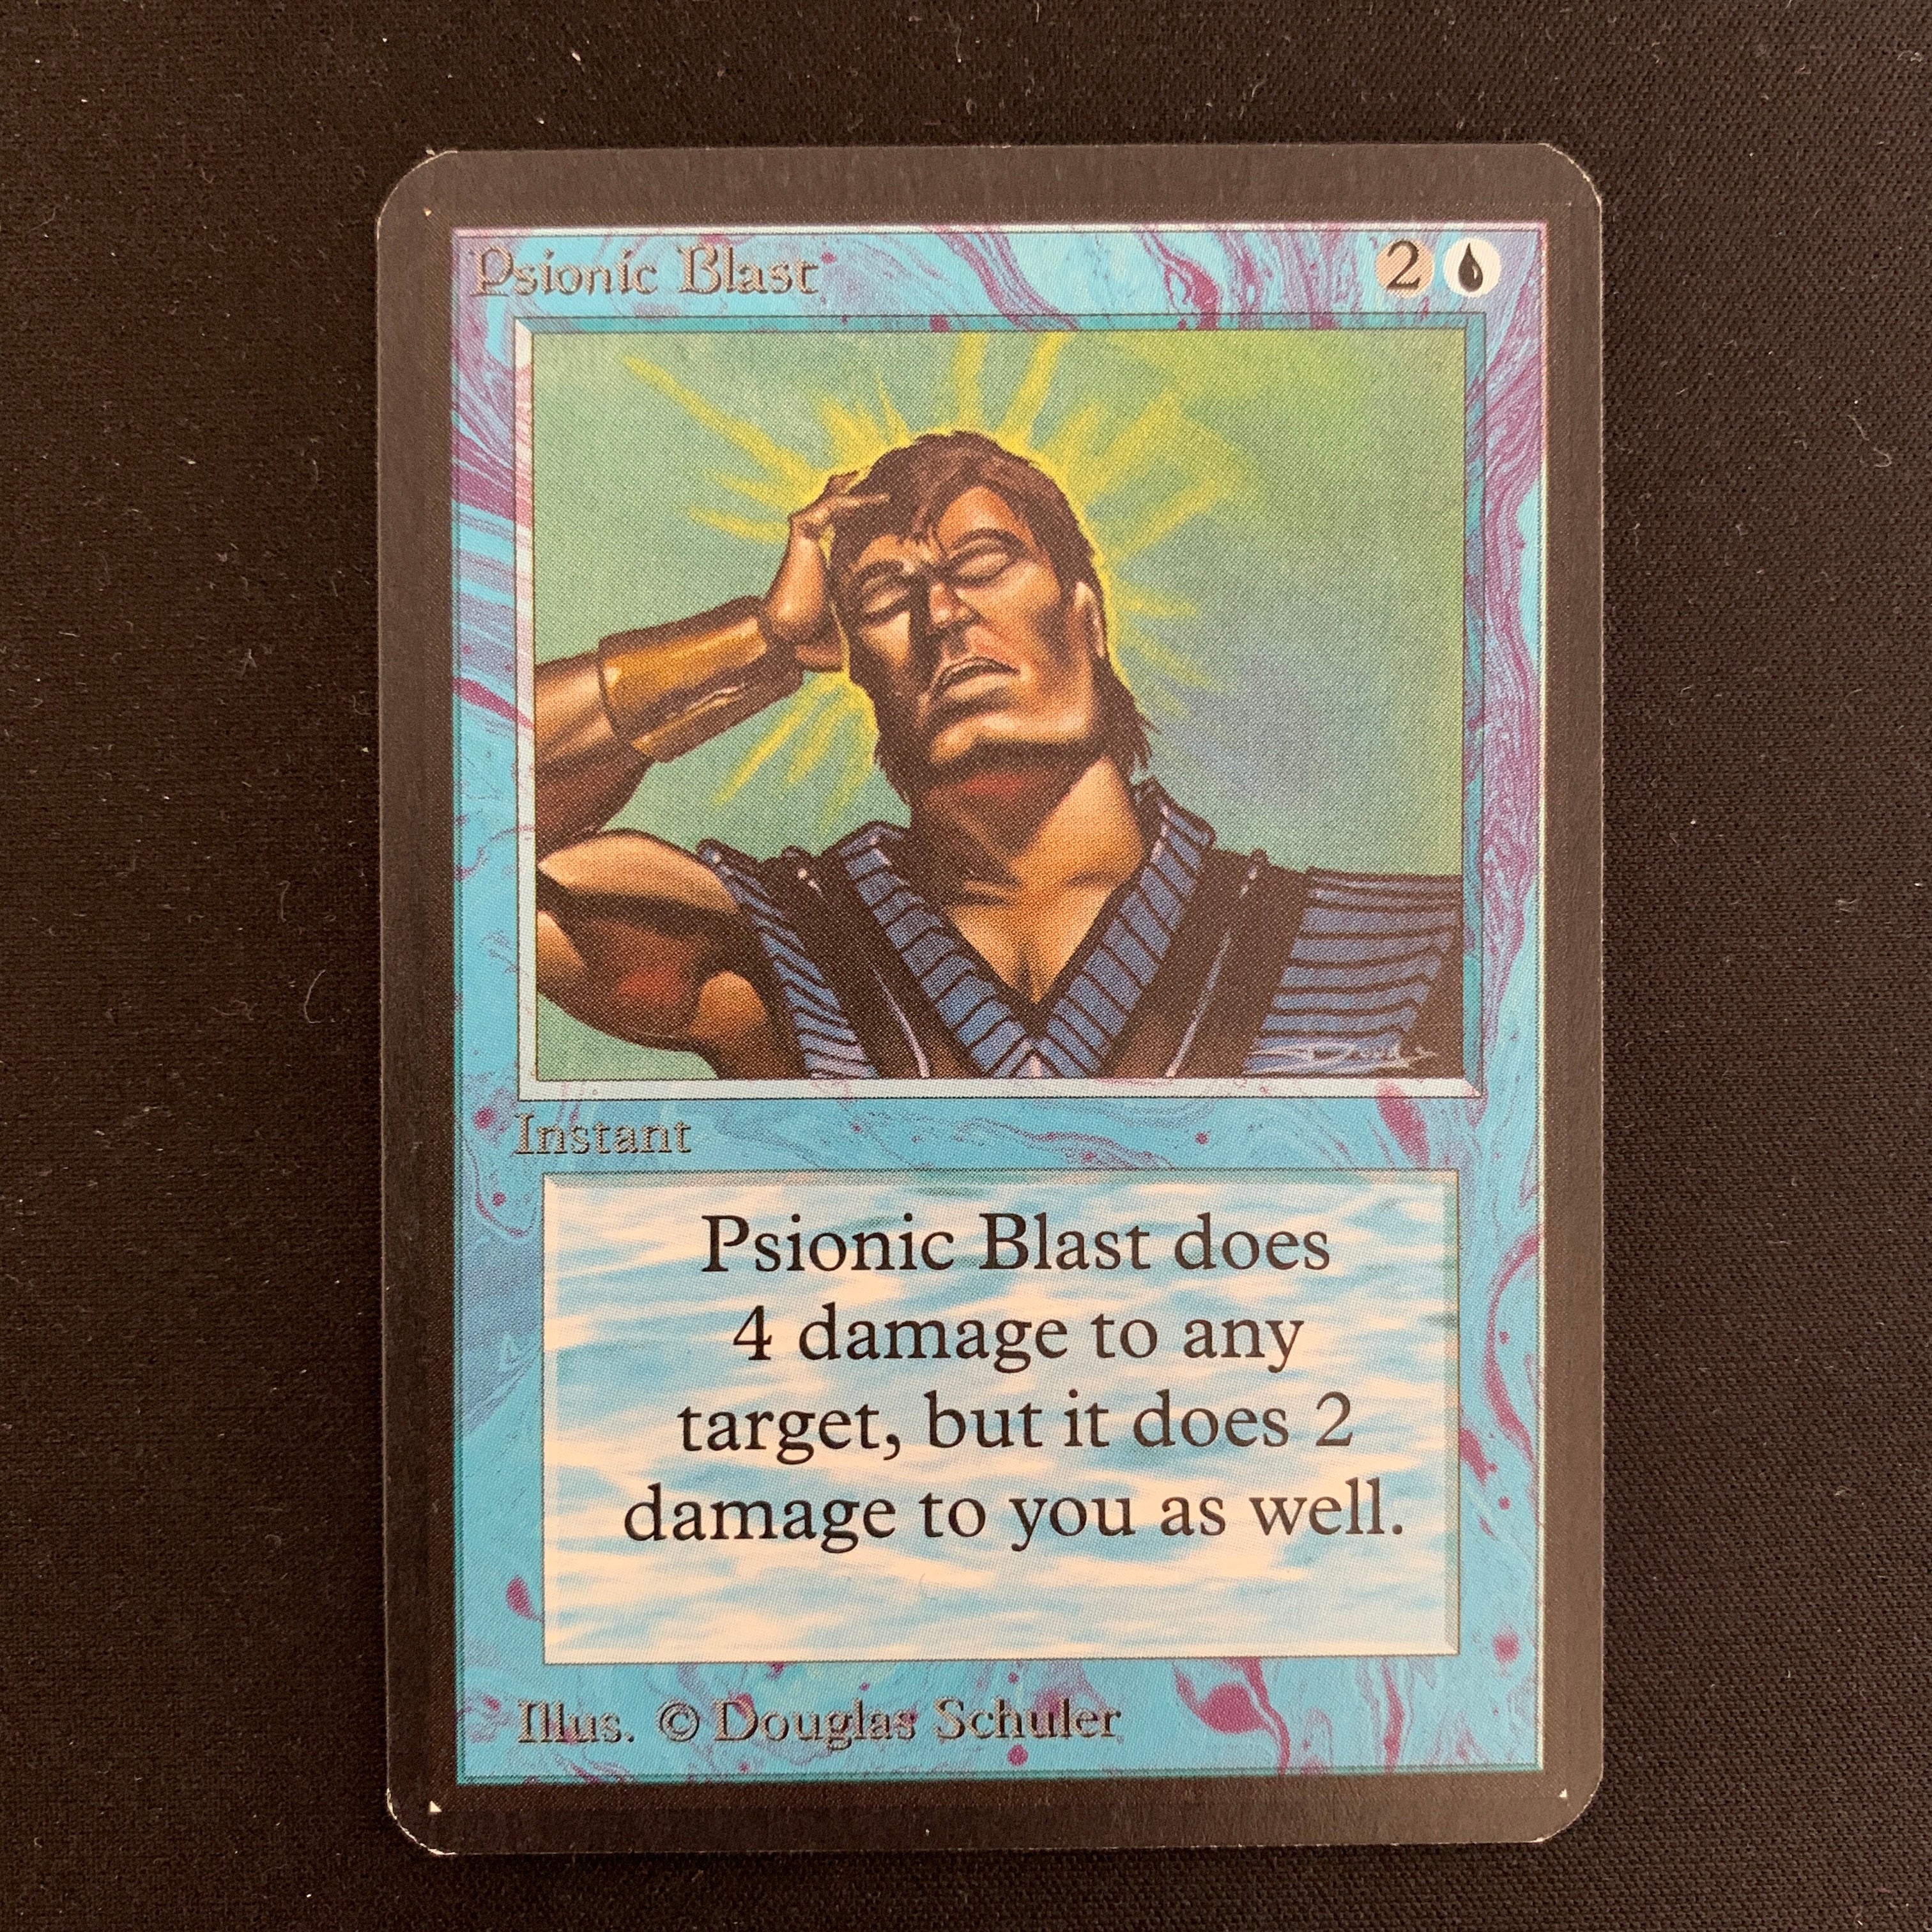 Psionic Blast 2
Instant
Psionic Blast does
4 damage to any
target, but it does 2
damage to you as well.
Illus. © Douglas Schuler